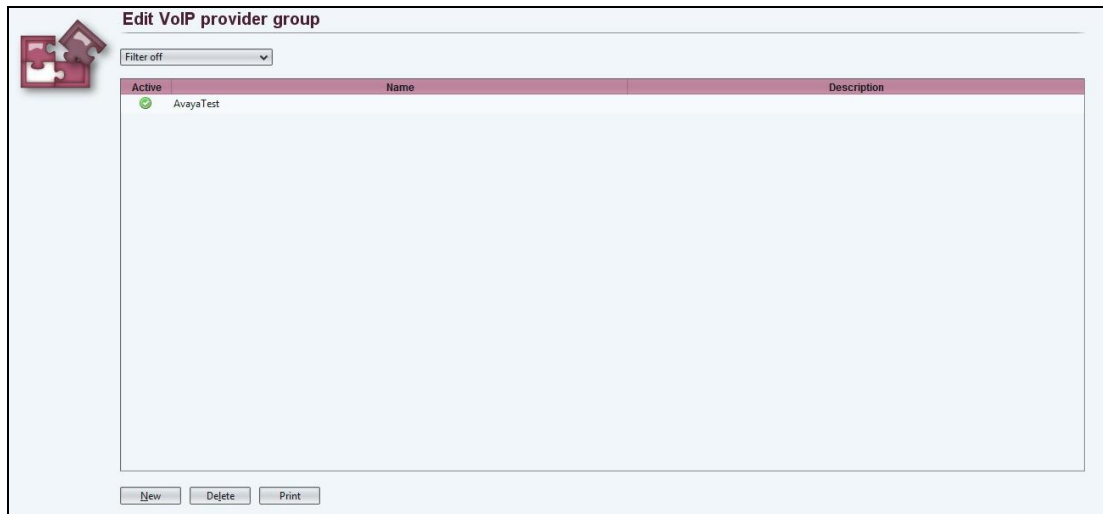 Edit VoIP provider group
Filter off
Active Name Description
AvayaTest
New Delete Print